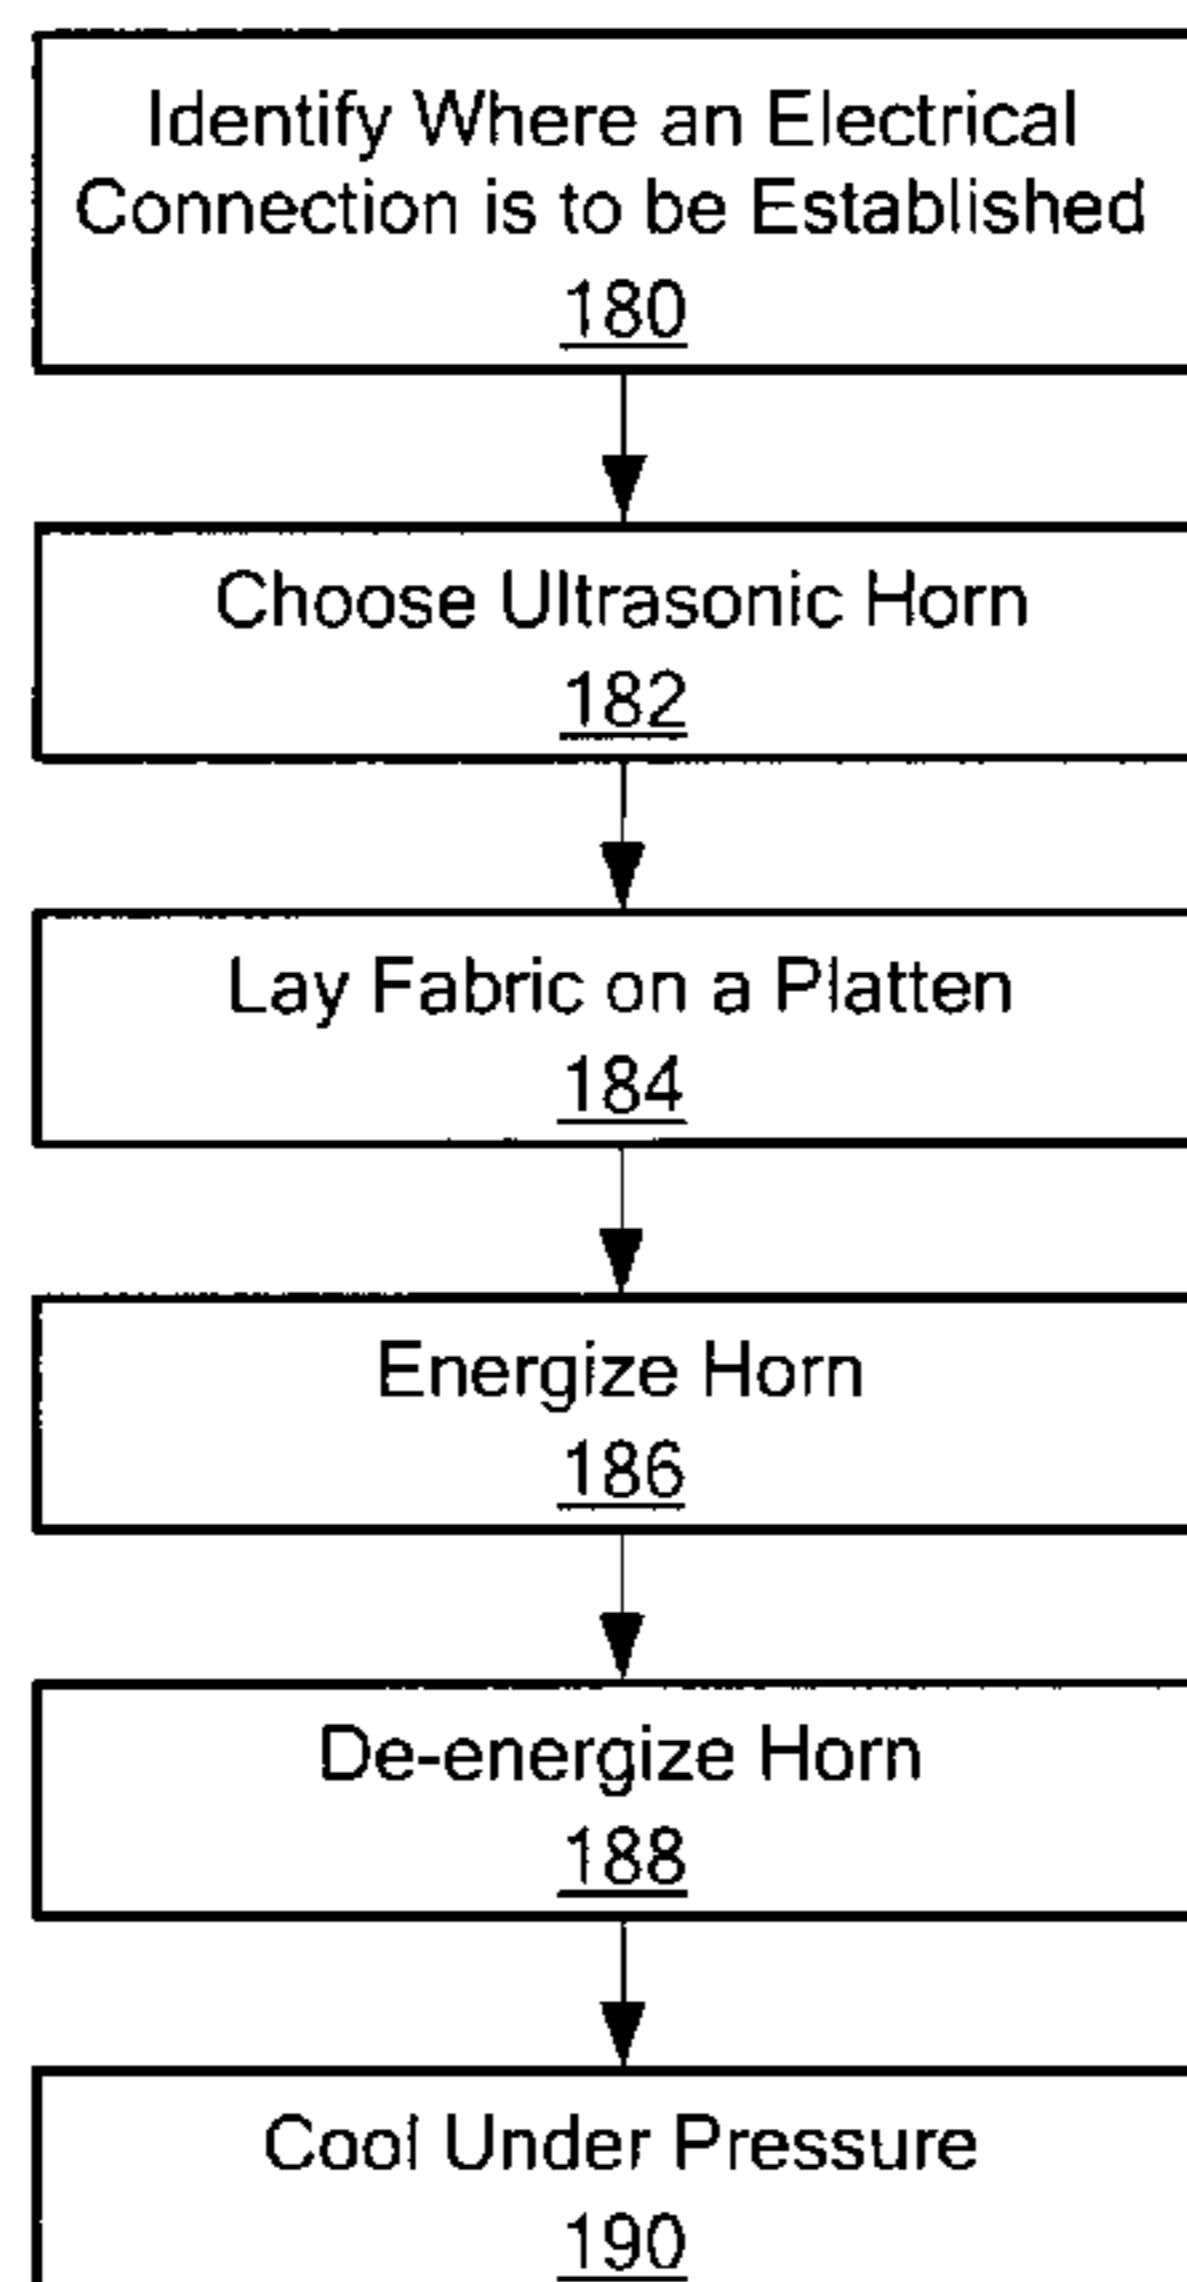 Identify Where an Electrical
Connection is to be Established
180
Choose Ultrasonic Horn
182
Lay Fabric on a Platten
184
Energize Horn
186
De-energize Horn
188
Cool Under Pressure
190